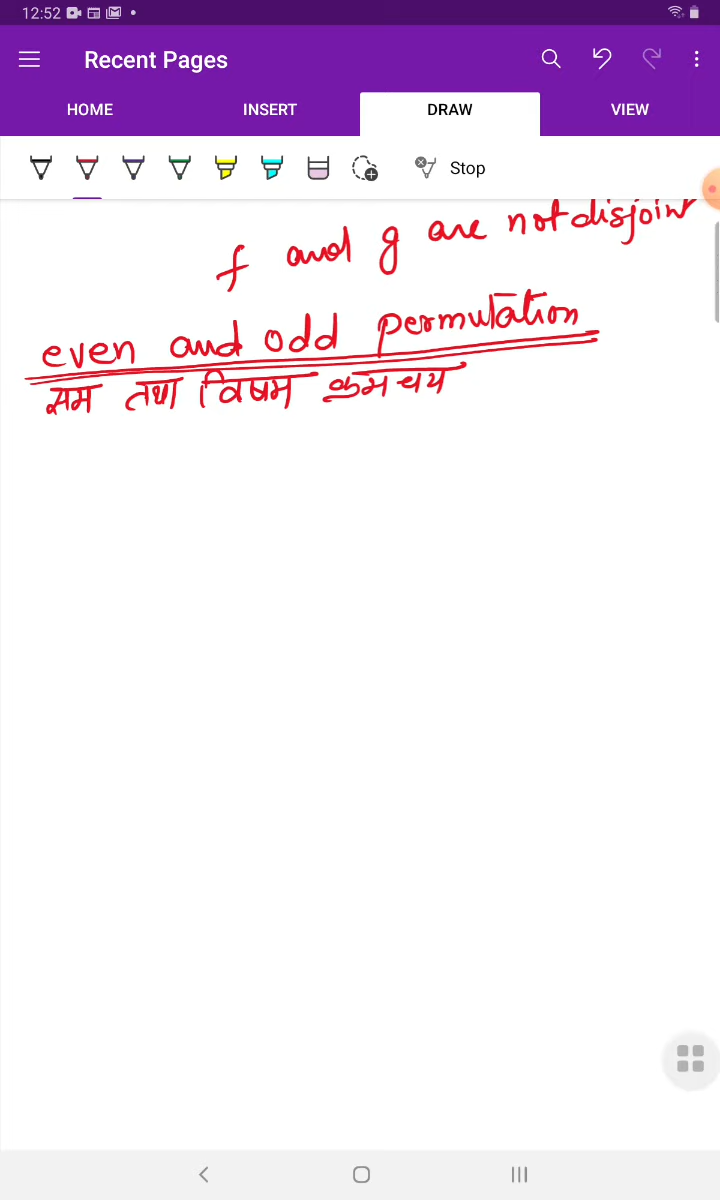 12:52
Recent Pages
HOME INSERT DRAW VIEW
Stop
f and g are not disjoint
even and odd permutation
सम तथा विषम क्रमचय